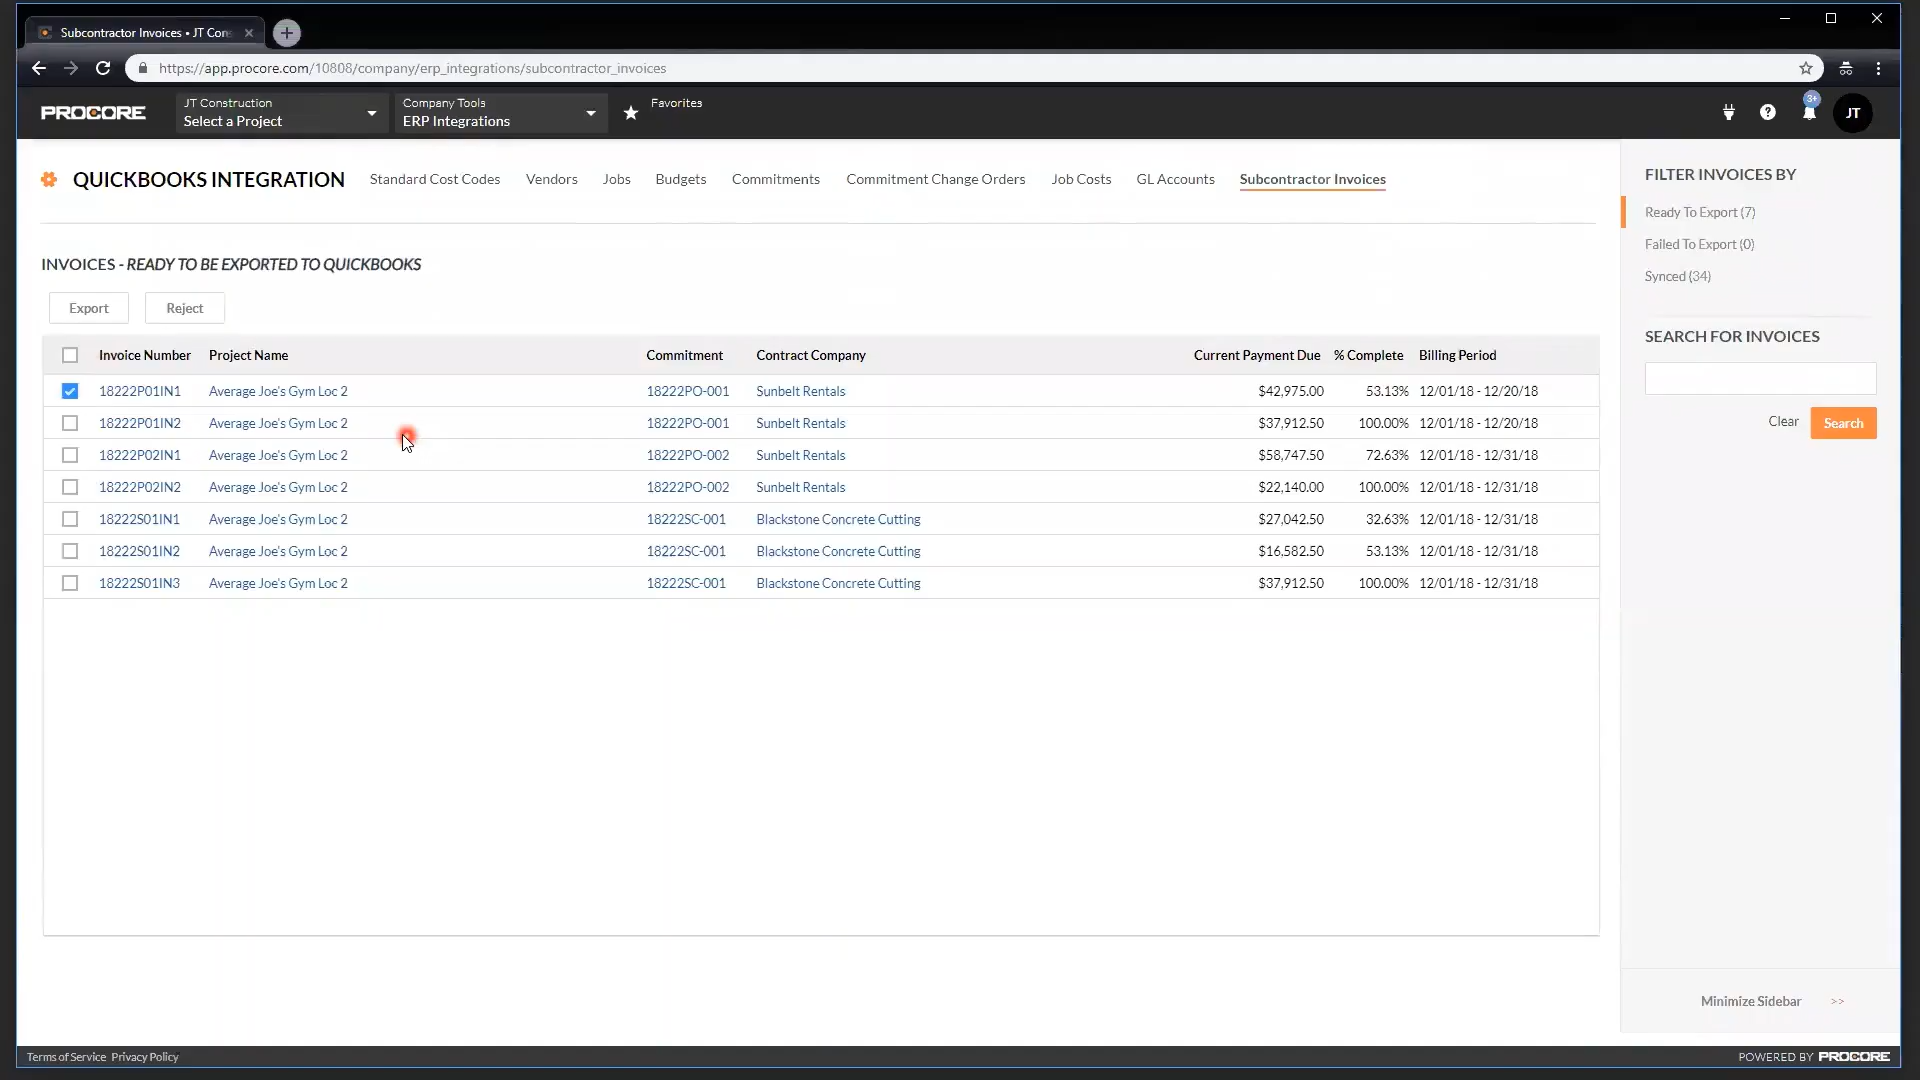 Subcontractor Invoices • JT Cons
https://app.procore.com/10808/company/erp_integrations/subcontractor_invoices
PROCORE
JT Construction
Select a Project
Company Tools
ERP Integrations
Favorites
3+
JT
QUICKBOOKS INTEGRATION Standard Cost Codes Vendors Jobs Budgets Commitments Commitment Change Orders Job Costs GL Accounts Subcontractor Invoices
INVOICES - READY TO BE EXPORTED TO QUICKBOOKS
Export Reject
Invoice Number Project Name Commitment Contract Company Current Payment Due % Complete Billing Period
18222P01IN1 Average Joe's Gym Loc 2 18222PO-001 Sunbelt Rentals $42,975.00 53.13% 12/01/18 - 12/20/18
18222P01IN2 Average Joe's Gym Loc 2 18222PO-001 Sunbelt Rentals $37,912.50 100.00% 12/01/18 - 12/20/18
18222P02IN1 Average Joe's Gym Loc 2 18222PO-002 Sunbelt Rentals $58,747.50 72.63% 12/01/18 - 12/31/18
18222P02IN2 Average Joe's Gym Loc 2 18222PO-002 Sunbelt Rentals $22,140.00 100.00% 12/01/18 - 12/31/18
18222S01IN1 Average Joe's Gym Loc 2 18222SC-001 Blackstone Concrete Cutting $27,042.50 32.63% 12/01/18 - 12/31/18
18222S01IN2 Average Joe's Gym Loc 2 18222SC-001 Blackstone Concrete Cutting $16,582.50 53.13% 12/01/18 - 12/31/18
18222S01IN3 Average Joe's Gym Loc 2 18222SC-001 Blackstone Concrete Cutting $37,912.50 100.00% 12/01/18 - 12/31/18
FILTER INVOICES BY
Ready To Export (7)
Failed To Export (0)
Synced (34)
SEARCH FOR INVOICES
Clear Search
Minimize Sidebar >>
Terms of Service Privacy Policy
POWERED BY PROCORE